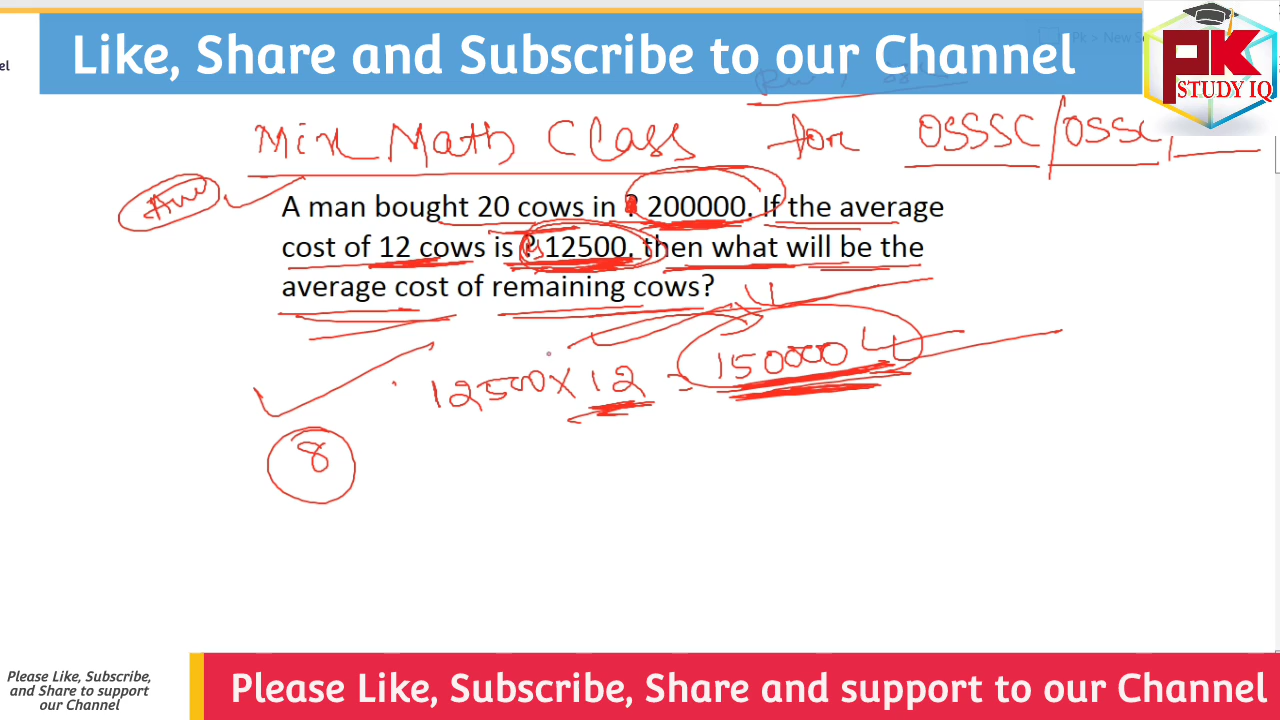 Like, Share and Subscribe to our Channel
PK
STUDY IQ
el
Mix Math Class for OSSSC/OSSC,
A man bought 20 cows in ₹ 200000. If the average
cost of 12 cows is ₹ 12500, then what will be the
average cost of remaining cows?
12500 × 12 = 150000
8
Please Like, Subscribe,
and Share to support
our Channel
Please Like, Subscribe, Share and support to our Channel